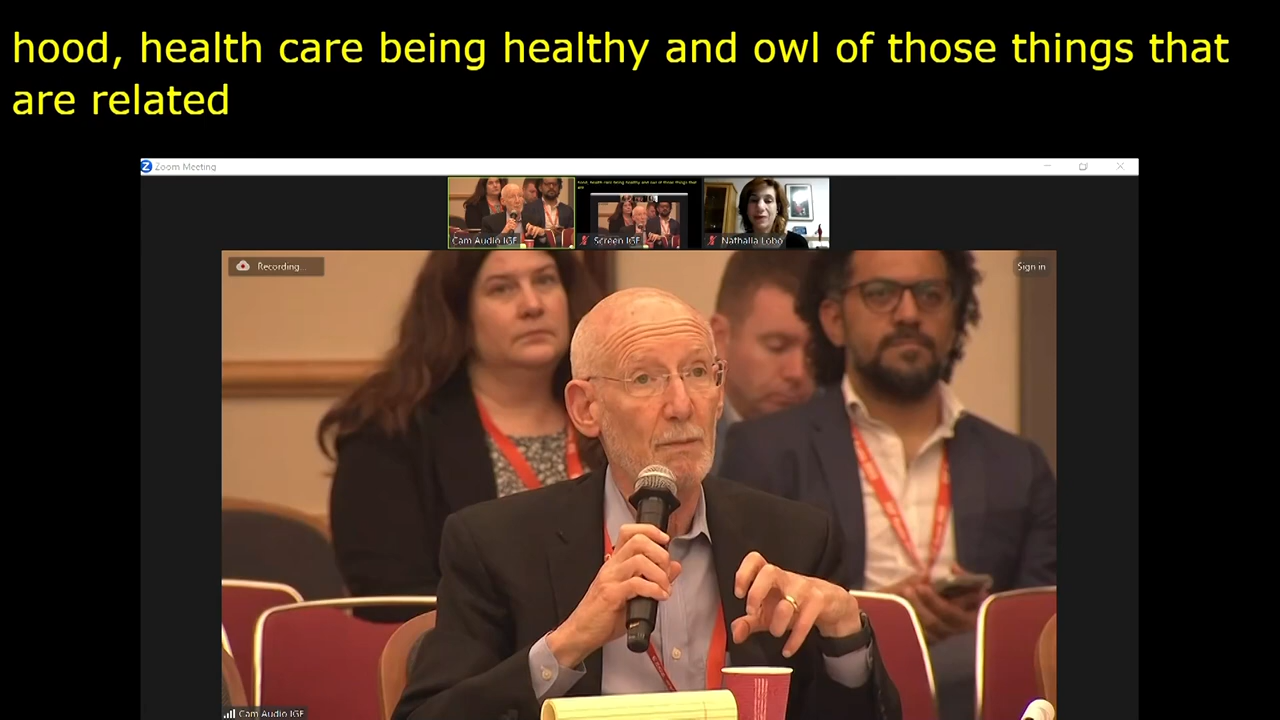 hood, health care being healthy and owl of those things that
are related
Zoom Meeting
Cam Audio IGF
Screen IGF
Nathalia Lobo
Recording...
Sign in
Cam Audio IGF